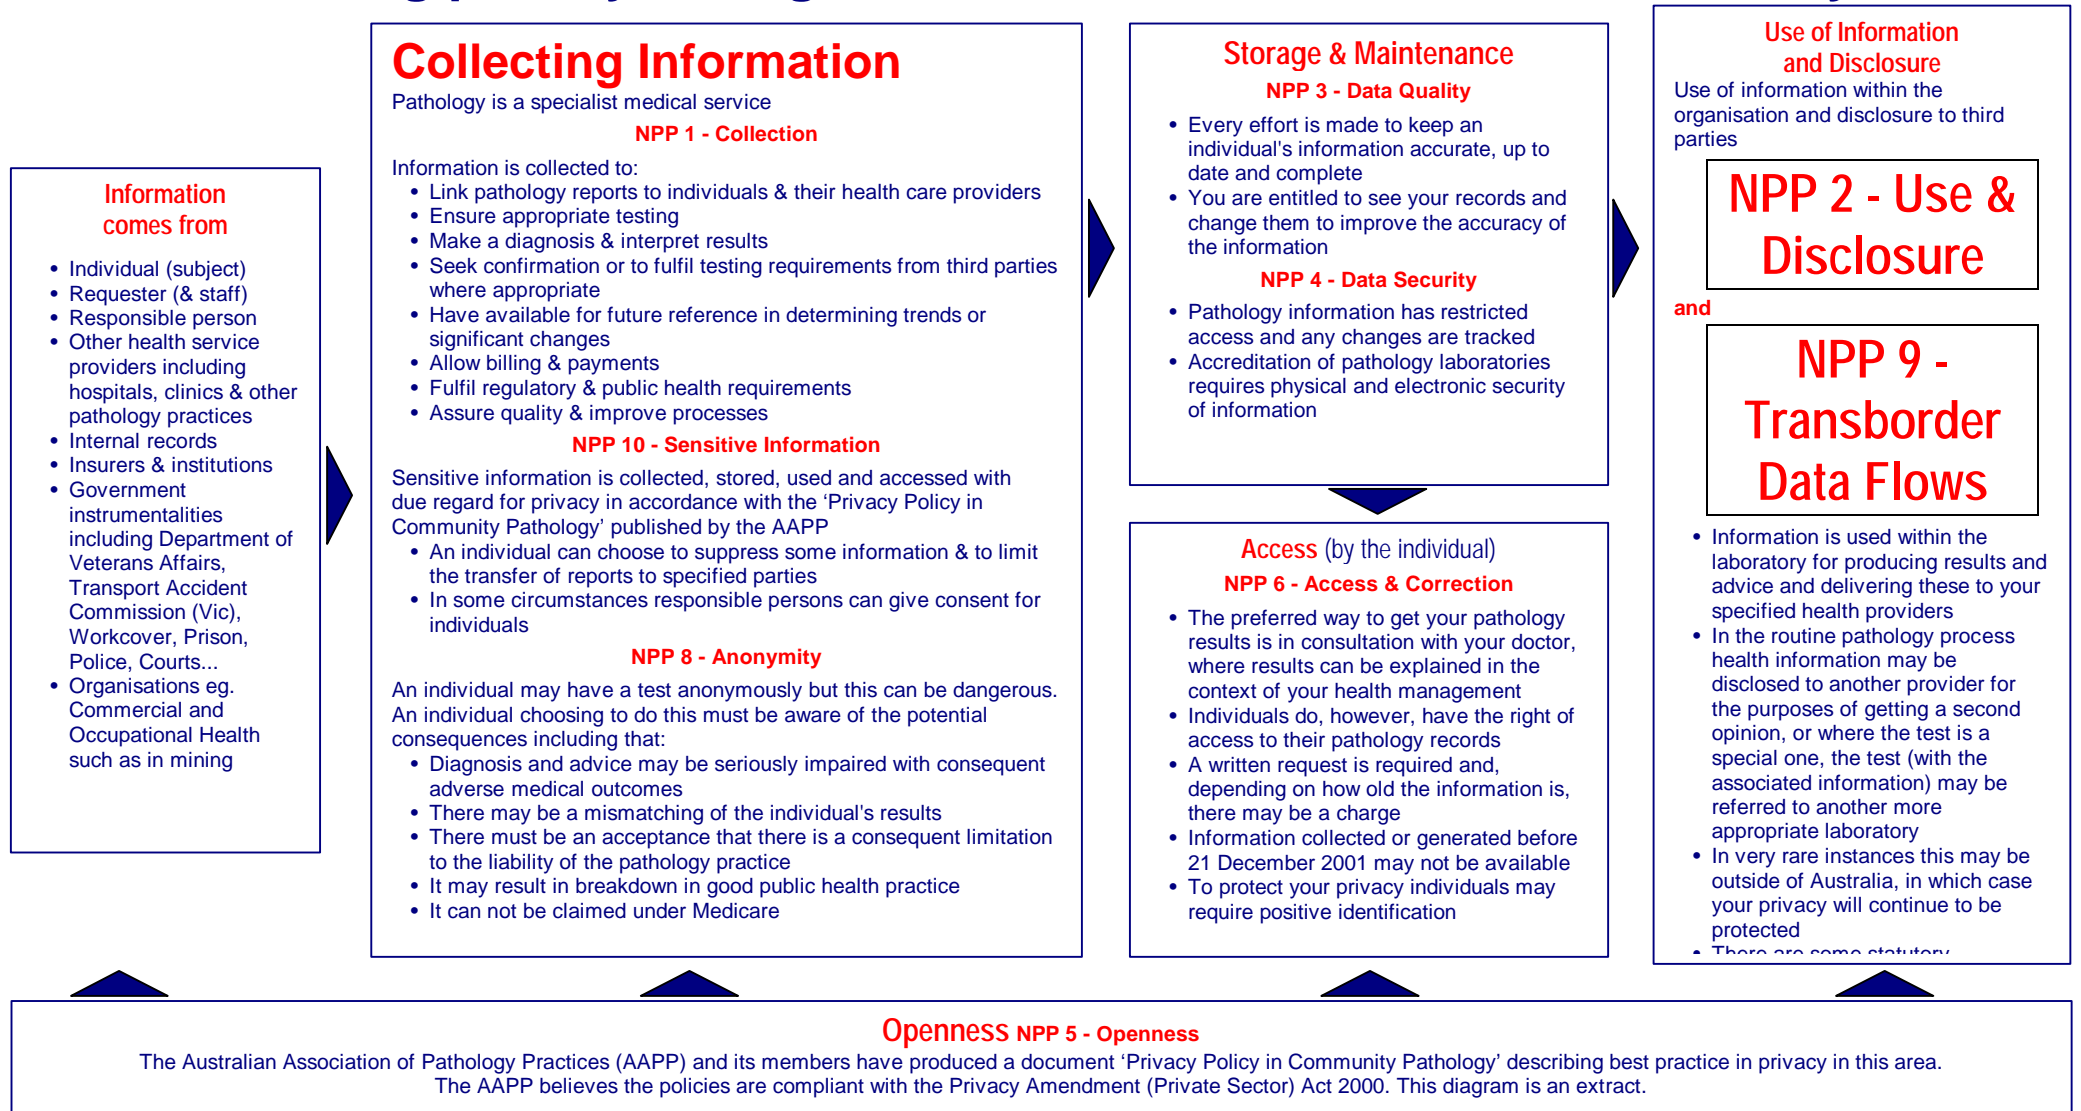 Information
comes from
• Individual (subject)
• Requester (& staff)
• Responsible person
• Other health service
providers including
hospitals, clinics & other
pathology practices
• Internal records
• Insurers & institutions
• Government
instrumentalities
including Department of
Veterans Affairs,
Transport Accident
Commission (Vic),
Workcover, Prison,
Police, Courts...
• Organisations eg.
Commercial and
Occupational Health
such as in mining
Collecting Information
Pathology is a specialist medical service
NPP 1 - Collection
Information is collected to:
• Link pathology reports to individuals & their health care providers
• Ensure appropriate testing
• Make a diagnosis & interpret results
• Seek confirmation or to fulfil testing requirements from third parties
where appropriate
• Have available for future reference in determining trends or
significant changes
• Allow billing & payments
• Fulfil regulatory & public health requirements
• Assure quality & improve processes
NPP 10 - Sensitive Information
Sensitive information is collected, stored, used and accessed with
due regard for privacy in accordance with the ‘Privacy Policy in
Community Pathology’ published by the AAPP
• An individual can choose to suppress some information & to limit
the transfer of reports to specified parties
• In some circumstances responsible persons can give consent for
individuals
NPP 8 - Anonymity
An individual may have a test anonymously but this can be dangerous.
An individual choosing to do this must be aware of the potential
consequences including that:
• Diagnosis and advice may be seriously impaired with consequent
adverse medical outcomes
• There may be a mismatching of the individual's results
• There must be an acceptance that there is a consequent limitation
to the liability of the pathology practice
• It may result in breakdown in good public health practice
• It can not be claimed under Medicare
Storage & Maintenance
NPP 3 - Data Quality
• Every effort is made to keep an
individual's information accurate, up to
date and complete
• You are entitled to see your records and
change them to improve the accuracy of
the information
NPP 4 - Data Security
• Pathology information has restricted
access and any changes are tracked
• Accreditation of pathology laboratories
requires physical and electronic security
of information
Access (by the individual)
NPP 6 - Access & Correction
• The preferred way to get your pathology
results is in consultation with your doctor,
where results can be explained in the
context of your health management
• Individuals do, however, have the right of
access to their pathology records
• A written request is required and,
depending on how old the information is,
there may be a charge
• Information collected or generated before
21 December 2001 may not be available
• To protect your privacy individuals may
require positive identification
Use of Information
and Disclosure
Use of information within the
organisation and disclosure to third
parties
NPP 2 - Use &
Disclosure
and
NPP 9 -
Transborder
Data Flows
• Information is used within the
laboratory for producing results and
advice and delivering these to your
specified health providers
• In the routine pathology process
health information may be
disclosed to another provider for
the purposes of getting a second
opinion, or where the test is a
special one, the test (with the
associated information) may be
referred to another more
appropriate laboratory
• In very rare instances this may be
outside of Australia, in which case
your privacy will continue to be
protected
• There are some statutory
Openness NPP 5 - Openness
The Australian Association of Pathology Practices (AAPP) and its members have produced a document ‘Privacy Policy in Community Pathology’ describing best practice in privacy in this area.
The AAPP believes the policies are compliant with the Privacy Amendment (Private Sector) Act 2000. This diagram is an extract.